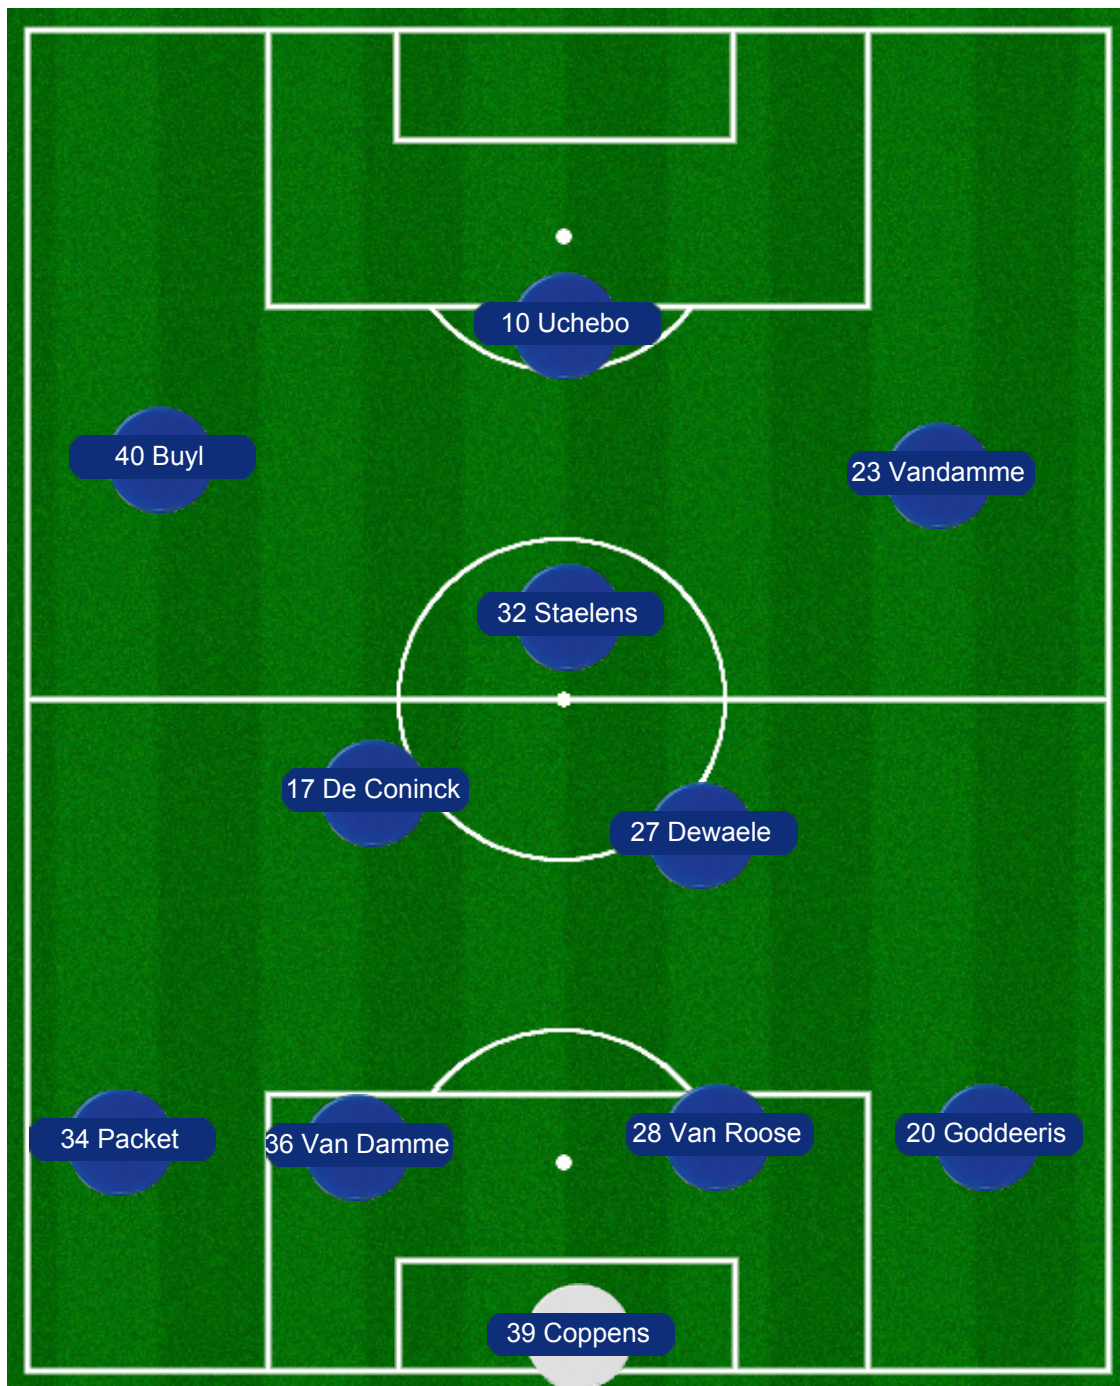 10 Uchebo
40 Buyl
23 Vandamme
32 Staelens
17 De Coninck
27 Dewaele
34 Packet
36 Van Damme
28 Van Roose
20 Goddeeris
39 Coppens